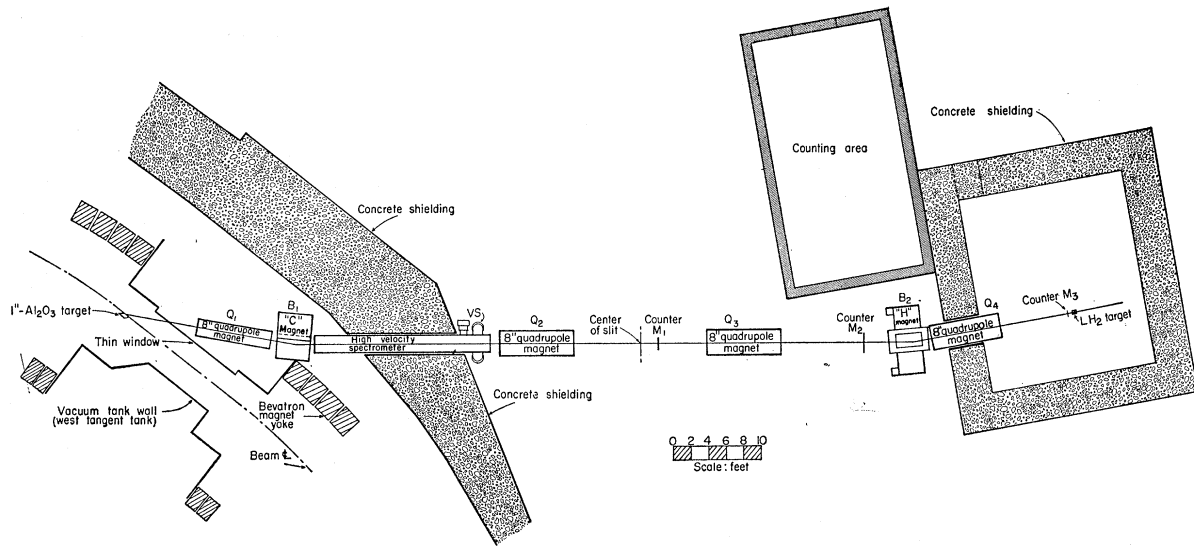 Concrete shielding
Counting area
Concrete shielding
1"-Al₂O₃ target
Q₁
8" quadrupole
magnet
B₁
"C"
Magnet
High velocity
spectrometer
VS₁
Q₂
8" quadrupole
magnet
Center
of slit
Counter
M₁
Q₃
8" quadrupole
magnet
Counter
M₂
B₂
"H"
magnet
Q₄
8" quadrupole
magnet
Counter M₃
LH₂ target
Thin window
Concrete shielding
Vacuum tank wall
(west tangent tank)
Bevatron
magnet
yoke
Beam ℄
0 2 4 6 8 10
Scale: feet